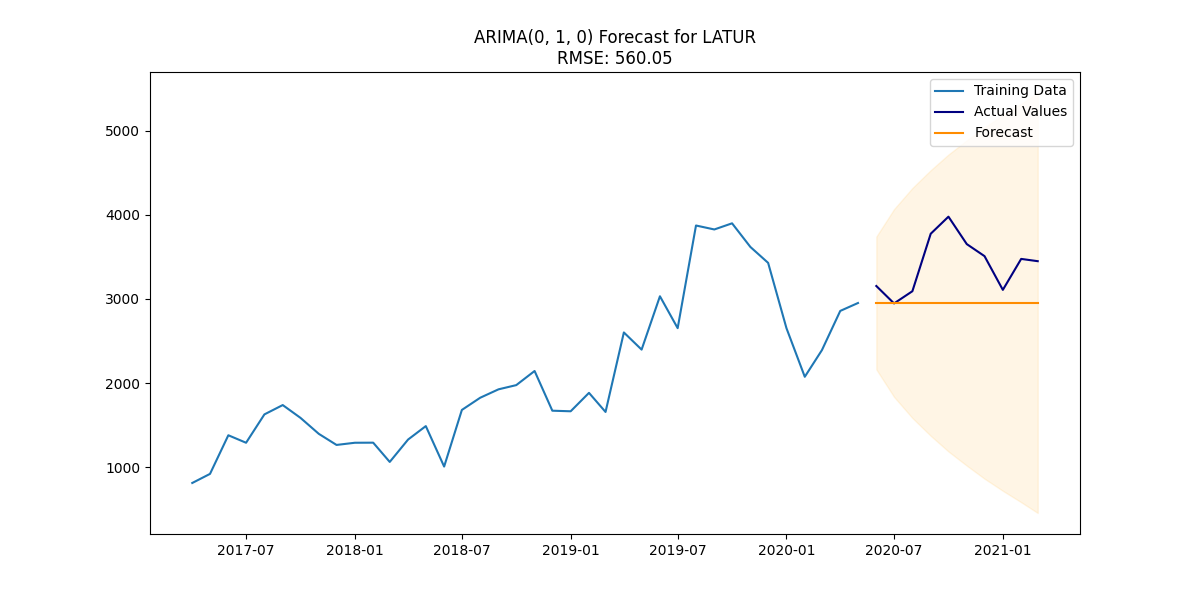 ARIMA(0, 1, 0) Forecast for LATUR
RMSE: 560.05
Training Data
Actual Values
Forecast
5000
4000
3000
2000
1000
2017-07
2018-01
2018-07
2019-01
2019-07
2020-01
2020-07
2021-01